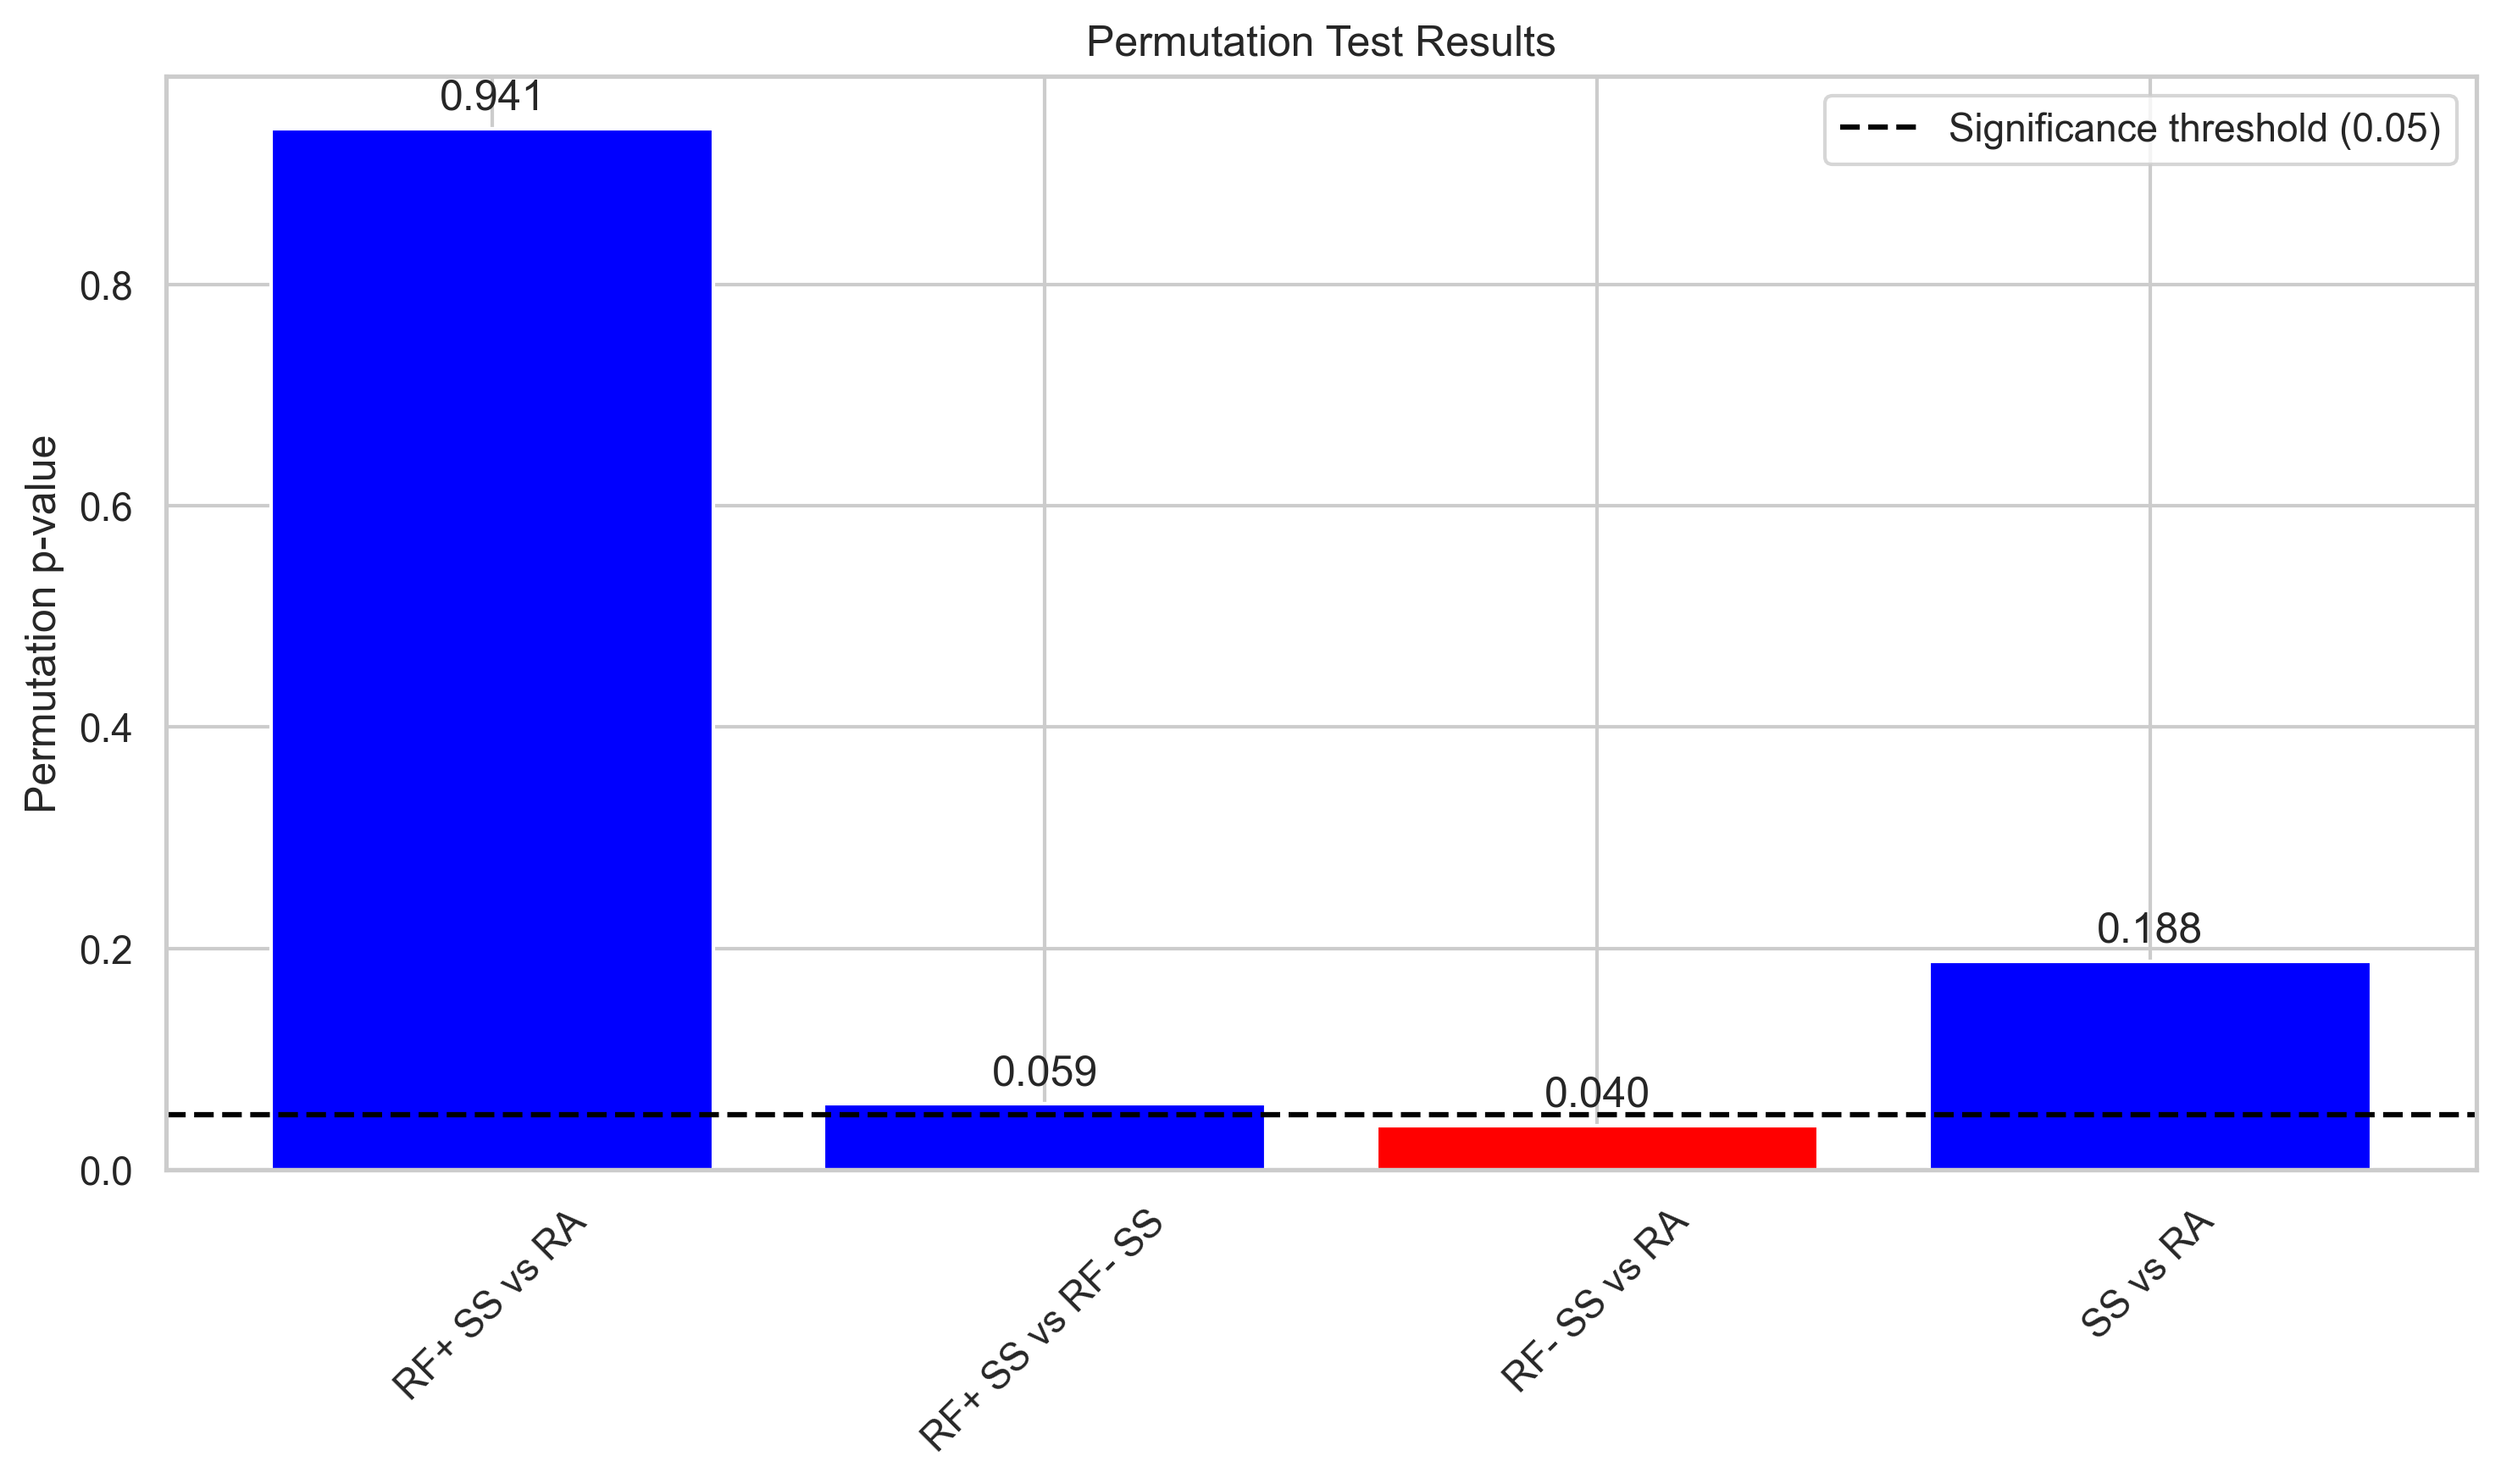 Permutation Test Results
Significance threshold (0.05)
Permutation p-value
0.8
0.6
0.4
0.2
0.0
0.941
0.059
0.040
0.188
RF+ SS vs RA
RF+ SS vs RF- SS
RF- SS vs RA
SS vs RA